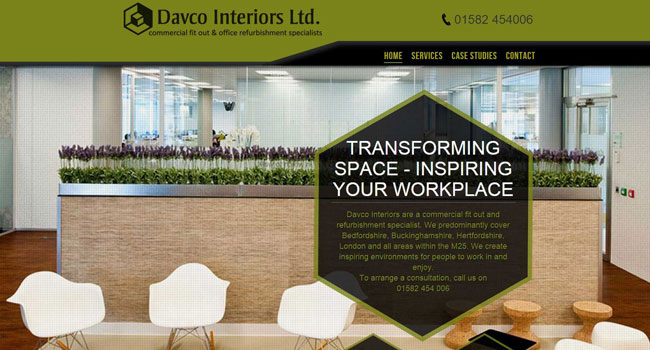 Davco Interiors Ltd.
commercial fit out & office refurbishment specialists
01582 454006
HOME SERVICES CASE STUDIES CONTACT
TRANSFORMING
SPACE - INSPIRING
YOUR WORKPLACE
Davco Interiors are a commercial fit out and
refurbishment specialist. We predominantly cover
Bedfordshire, Buckinghamshire, Hertfordshire,
London and all areas within the M25. We create
inspiring environments for people to work in and
enjoy.
To arrange a consultation, call us on
01582 454 006